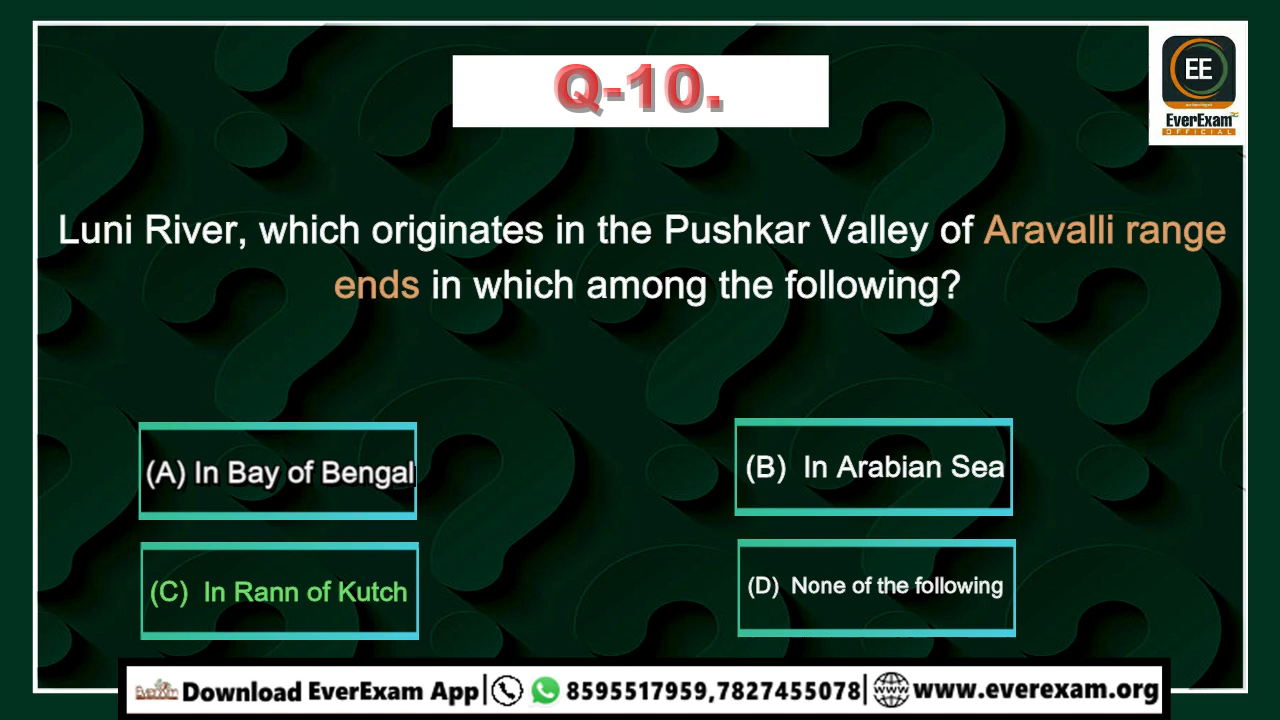 Q-10.
EE
EverExam
OFFICIAL
Luni River, which originates in the Pushkar Valley of Aravalli range
ends in which among the following?
(A) In Bay of Bengal
(B) In Arabian Sea
(C) In Rann of Kutch
(D) None of the following
Download EverExam App| 8595517959,7827455078| www.everexam.org